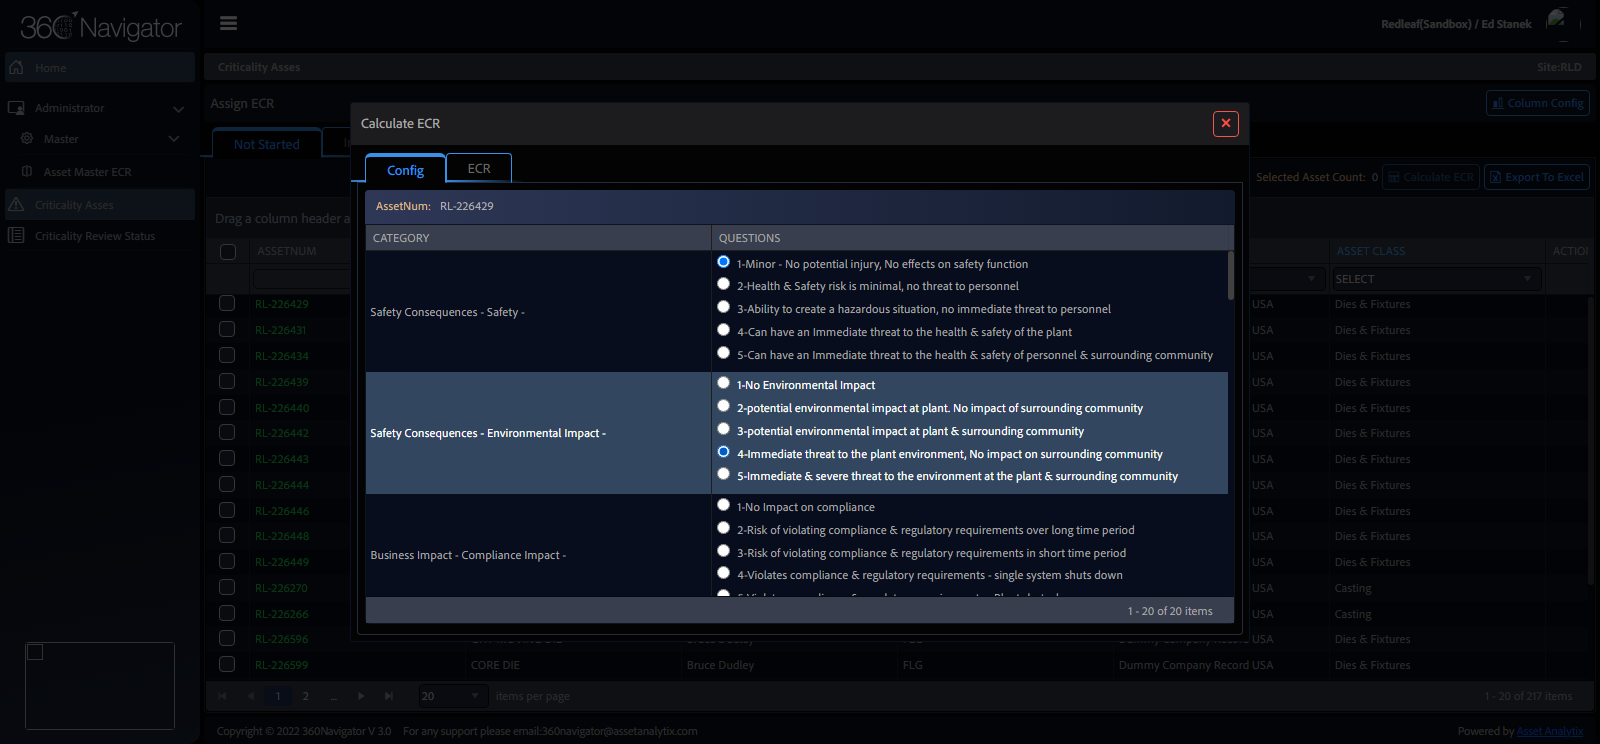 360 Navigator
Redleaf(Sandbox) / Ed Stanek
Home
Criticality Asses
Site:RLD
Administrator
Assign ECR
Column Config
Calculate ECR
Master
Not Started
Config
ECR
Asset Master ECR
Selected Asset Count: 0
Calculate ECR
Export To Excel
Criticality Asses
AssetNum: RL-226429
Drag a column header a
Criticality Review Status
CATEGORY
QUESTIONS
ASSETNUM
ASSET CLASS
ACTIO
SELECT
Safety Consequences - Safety -
1-Minor - No potential injury, No effects on safety function
2-Health & Safety risk is minimal, no threat to personnel
3-Ability to create a hazardous situation, no immediate threat to personnel
4-Can have an Immediate threat to the health & safety of the plant
5-Can have an Immediate threat to the health & safety of personnel & surrounding community
Safety Consequences - Environmental Impact -
1-No Environmental Impact
2-potential environmental impact at plant. No impact of surrounding community
3-potential environmental impact at plant & surrounding community
4-Immediate threat to the plant environment, No impact on surrounding community
5-Immediate & severe threat to the environment at the plant & surrounding community
Business Impact - Compliance Impact -
1-No Impact on compliance
2-Risk of violating compliance & regulatory requirements over long time period
3-Risk of violating compliance & regulatory requirements in short time period
4-Violates compliance & regulatory requirements - single system shuts down
1 - 20 of 20 items
RL-226429 USA Dies & Fixtures
RL-226431 USA Dies & Fixtures
RL-226434 USA Dies & Fixtures
RL-226439 USA Dies & Fixtures
RL-226440 USA Dies & Fixtures
RL-226442 USA Dies & Fixtures
RL-226443 USA Dies & Fixtures
RL-226444 USA Dies & Fixtures
RL-226446 USA Dies & Fixtures
RL-226448 USA Dies & Fixtures
RL-226449 USA Dies & Fixtures
RL-226270 USA Casting
RL-226266 USA Casting
RL-226596 USA Dies & Fixtures
RL-226599 CORE DIE Bruce Dudley FLG Dummy Company Record USA Dies & Fixtures
1 2 ... 20 items per page
1 - 20 of 217 items
Copyright © 2022 360Navigator V 3.0 For any support please email:360navigator@assetanalytix.com
Powered by Asset Analytix